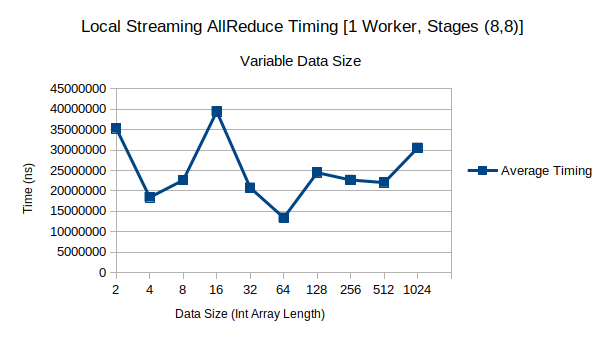 Local Streaming AllReduce Timing [1 Worker, Stages (8,8)]
Variable Data Size
45000000
40000000
35000000
30000000
25000000
20000000
15000000
10000000
5000000
0
Time (ns)
2 4 8 16 32 64 128 256 512 1024
Data Size (Int Array Length)
Average Timing